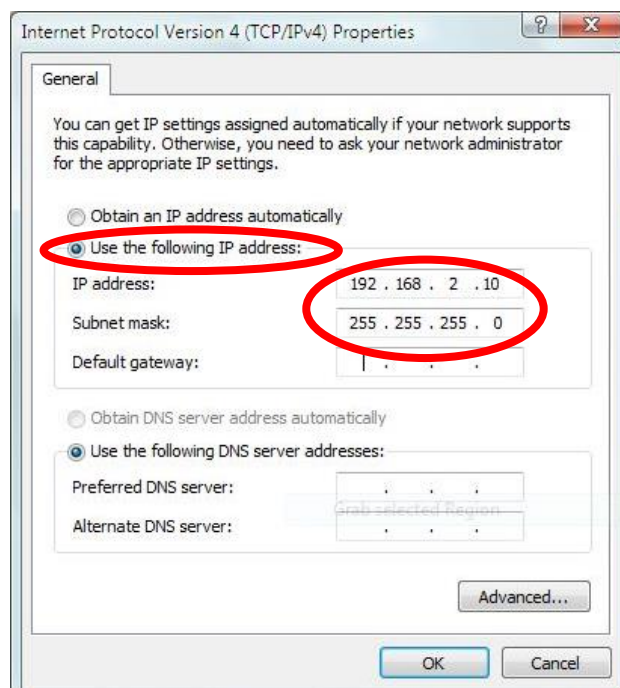 Internet Protocol Version 4 (TCP/IPv4) Properties
General
You can get IP settings assigned automatically if your network supports
this capability. Otherwise, you need to ask your network administrator
for the appropriate IP settings.
Obtain an IP address automatically
Use the following IP address:
IP address: 192 . 168 . 2 . 10
Subnet mask: 255 . 255 . 255 . 0
Default gateway: . . .
Obtain DNS server address automatically
Use the following DNS server addresses:
Preferred DNS server: . . .
Grab selected Region
Alternate DNS server: . . .
Advanced...
OK Cancel